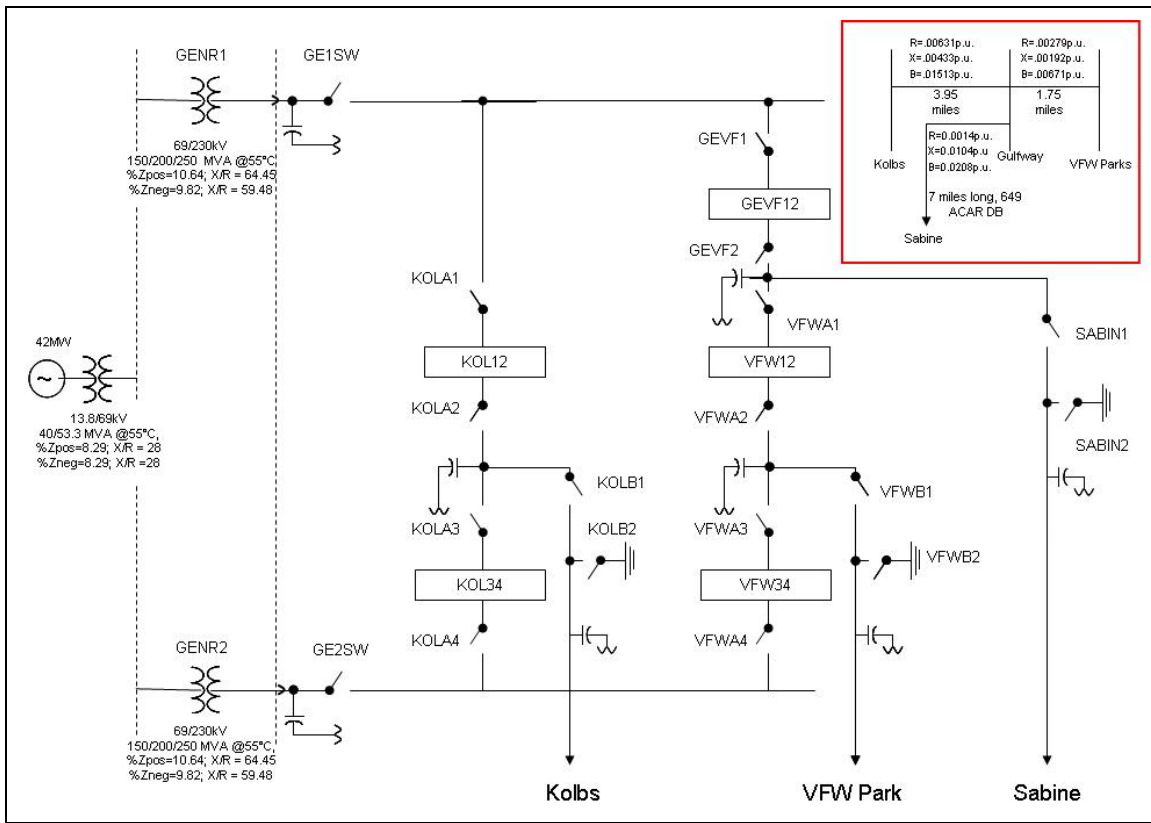 GENR1
GE1SW
69/230kV
150/200/250 MVA @55°C,
%Zpos=10.64; X/R = 64.45
%Zneg=9.82; X/R = 59.48
R=.00631p.u.
X=.00433p.u.
B=.01513p.u.
R=.00279p.u.
X=.00192p.u.
B=.00671p.u.
3.95
miles
1.75
miles
R=0.0014p.u.
X=0.0104p.u
B=0.0208p.u.
Kolbs
Gulfway
VFW Parks
7 miles long, 649
ACAR DB
Sabine
GEVF1
GEVF12
GEVF2
KOLA1
VFWA1
SABIN1
42MW
~
13.8/69kV
40/53.3 MVA @55°C,
%Zpos=8.29; X/R = 28
%Zneg=8.29; X/R =28
KOL12
VFW12
KOLA2
VFWA2
SABIN2
KOLB1
VFWB1
KOLA3
KOLB2
VFWA3
VFWB2
KOL34
VFW34
KOLA4
VFWA4
GENR2
GE2SW
69/230kV
150/200/250 MVA @55°C,
%Zpos=10.64; X/R = 64.45
%Zneg=9.82; X/R = 59.48
Kolbs
VFW Park
Sabine